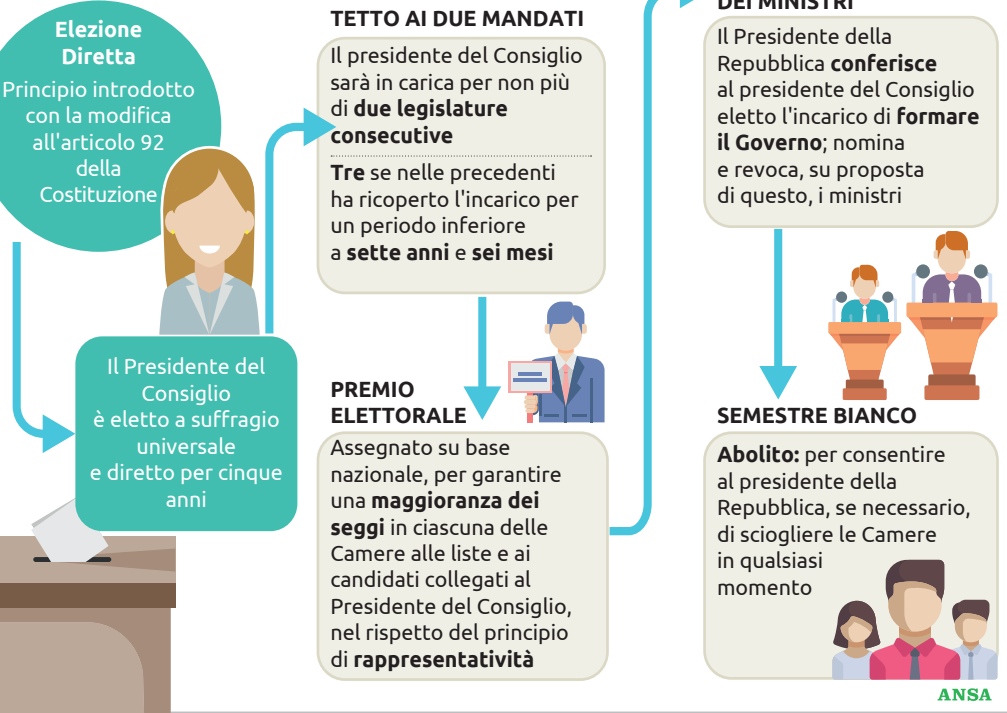 Elezione
Diretta
Principio introdotto
con la modifica
all'articolo 92
della
Costituzione
Il Presidente del
Consiglio
è eletto a suffragio
universale
e diretto per cinque
anni
TETTO AI DUE MANDATI
Il presidente del Consiglio
sarà in carica per non più
di due legislature
consecutive
Tre se nelle precedenti
ha ricoperto l'incarico per
un periodo inferiore
a sette anni e sei mesi
PREMIO
ELETTORALE
Assegnato su base
nazionale, per garantire
una maggioranza dei
seggi in ciascuna delle
Camere alle liste e ai
candidati collegati al
Presidente del Consiglio,
nel rispetto del principio
di rappresentatività
DEI MINISTRI
Il Presidente della
Repubblica conferisce
al presidente del Consiglio
eletto l'incarico di formare
il Governo; nomina
e revoca, su proposta
di questo, i ministri
SEMESTRE BIANCO
Abolito: per consentire
al presidente della
Repubblica, se necessario,
di sciogliere le Camere
in qualsiasi
momento
ANSA